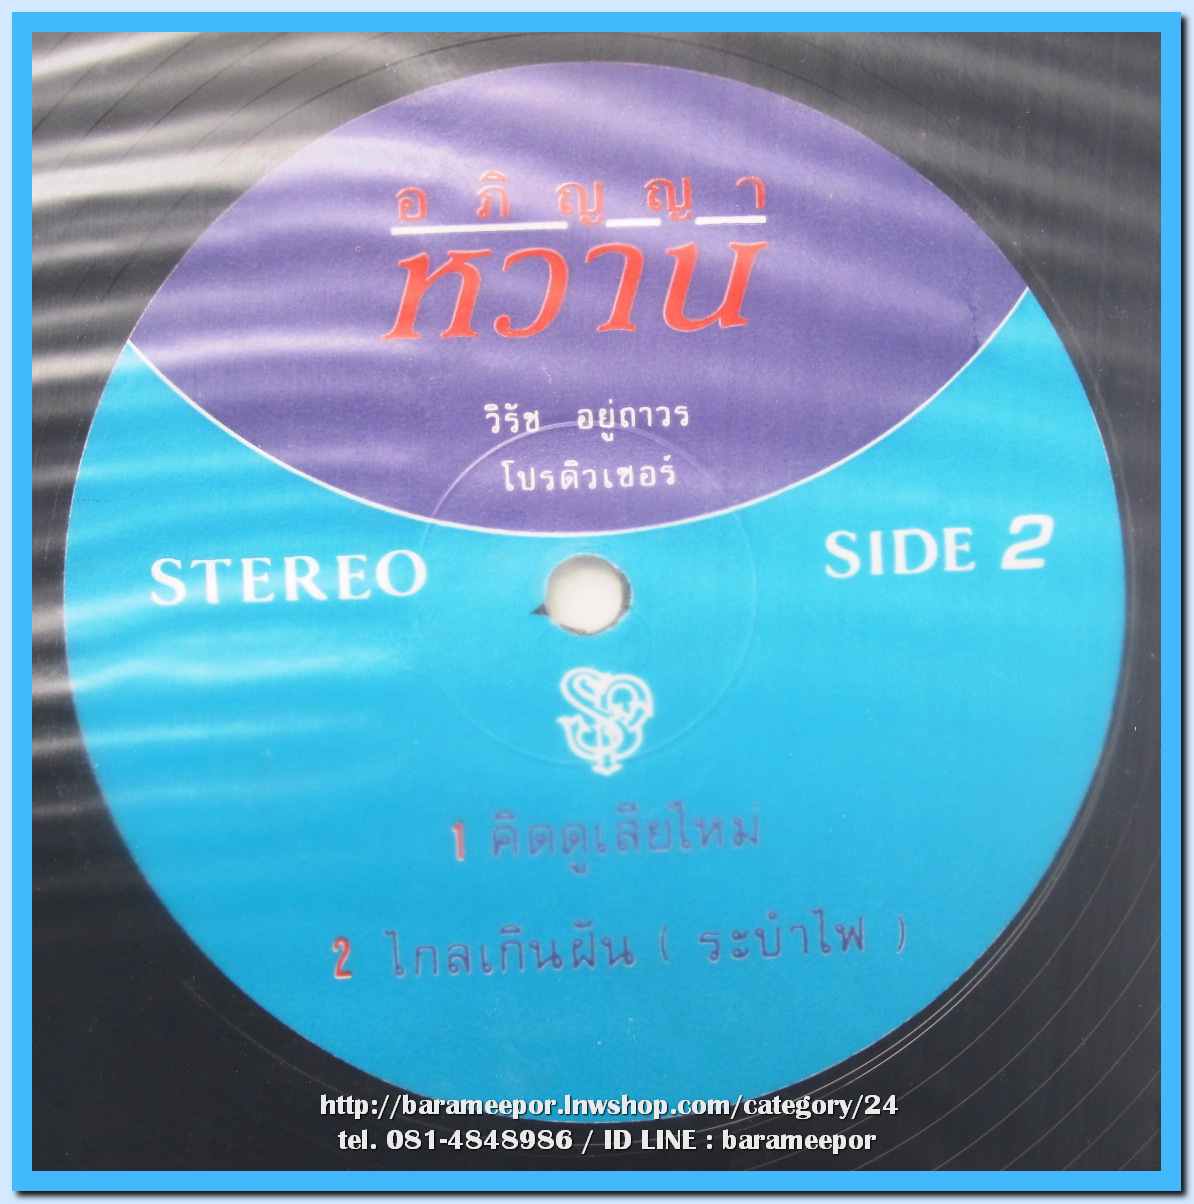 อภิญญา
หวาน
วิรัช อยู่ถาวร
โปรดิวเซอร์
STEREO
SIDE 2
1 คิดดูเสียใหม่
2 ไกลเกินฝัน ( ระบำไฟ )
http://barameepor.lnwshop.com/category/24
tel. 081-4848986 / ID LINE : barameepor